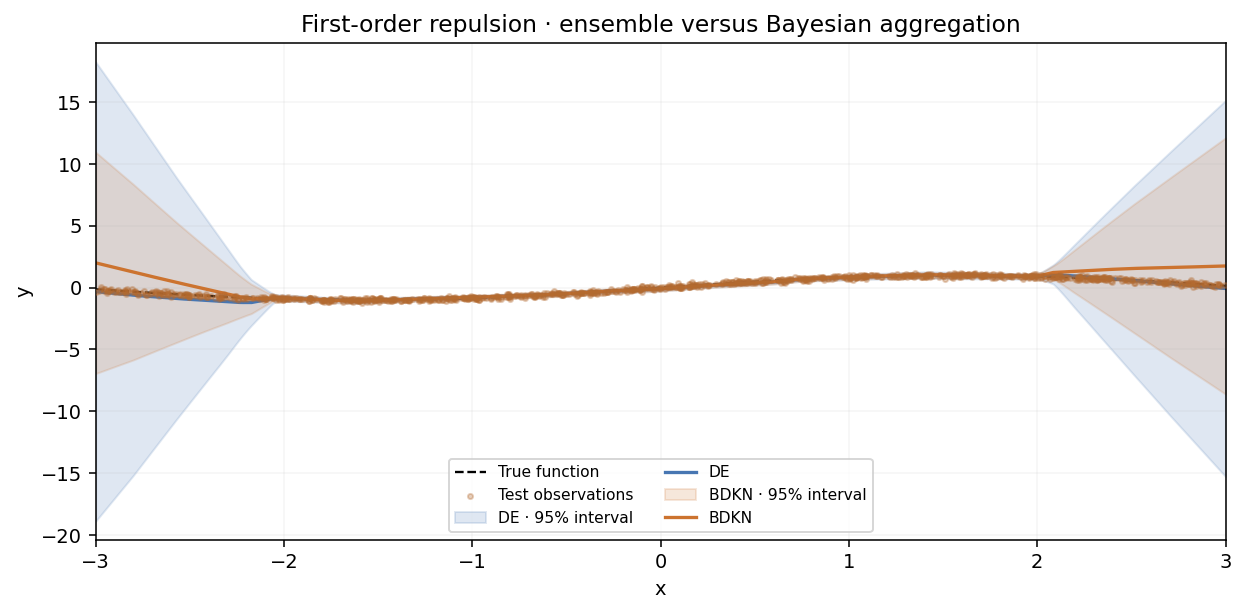 First-order repulsion · ensemble versus Bayesian aggregation
15
10
5
0
−5
−10
−15
−20
y
−3
−2
−1
0
1
2
3
x
True function
Test observations
DE · 95% interval
DE
BDKN · 95% interval
BDKN